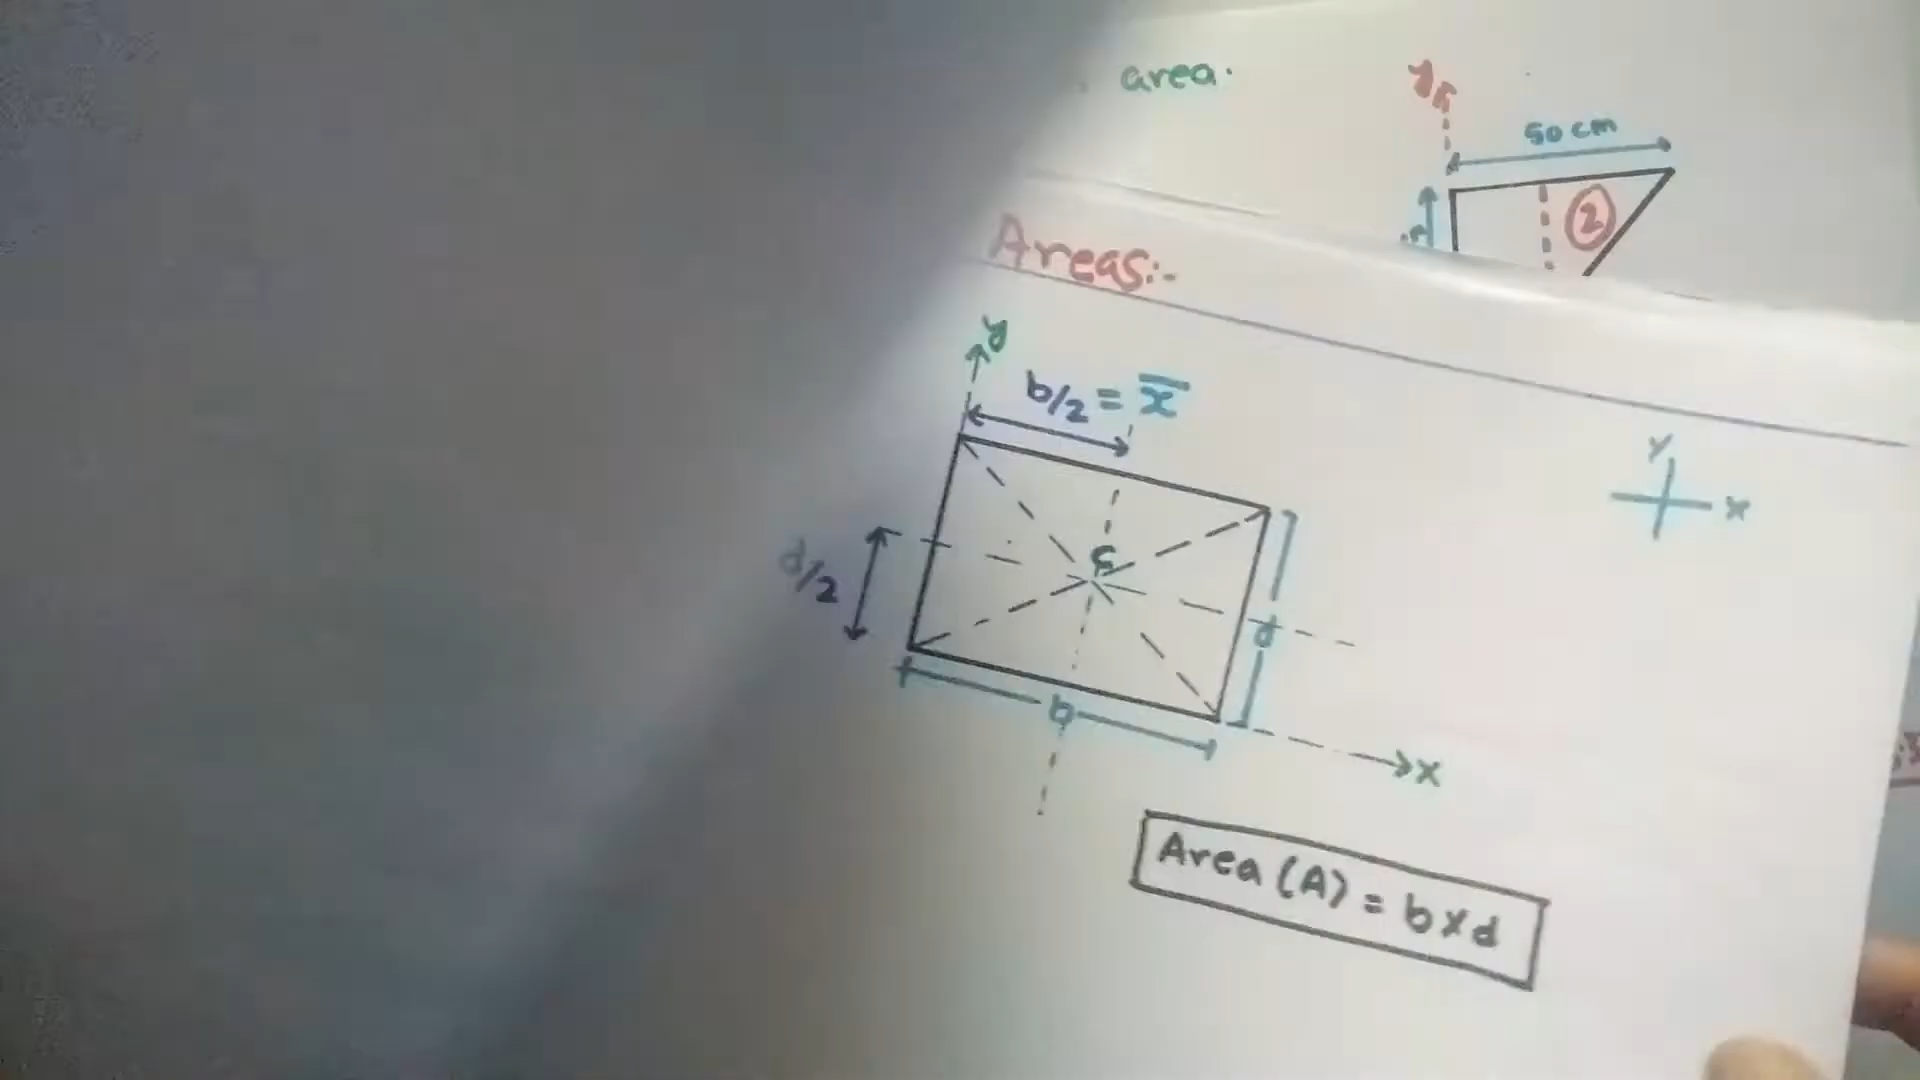 area.
y
50 cm
2
Areas:-
y
b/2 = x̅
y
x
G
d/2
d
b
x
Area (A) = b x d